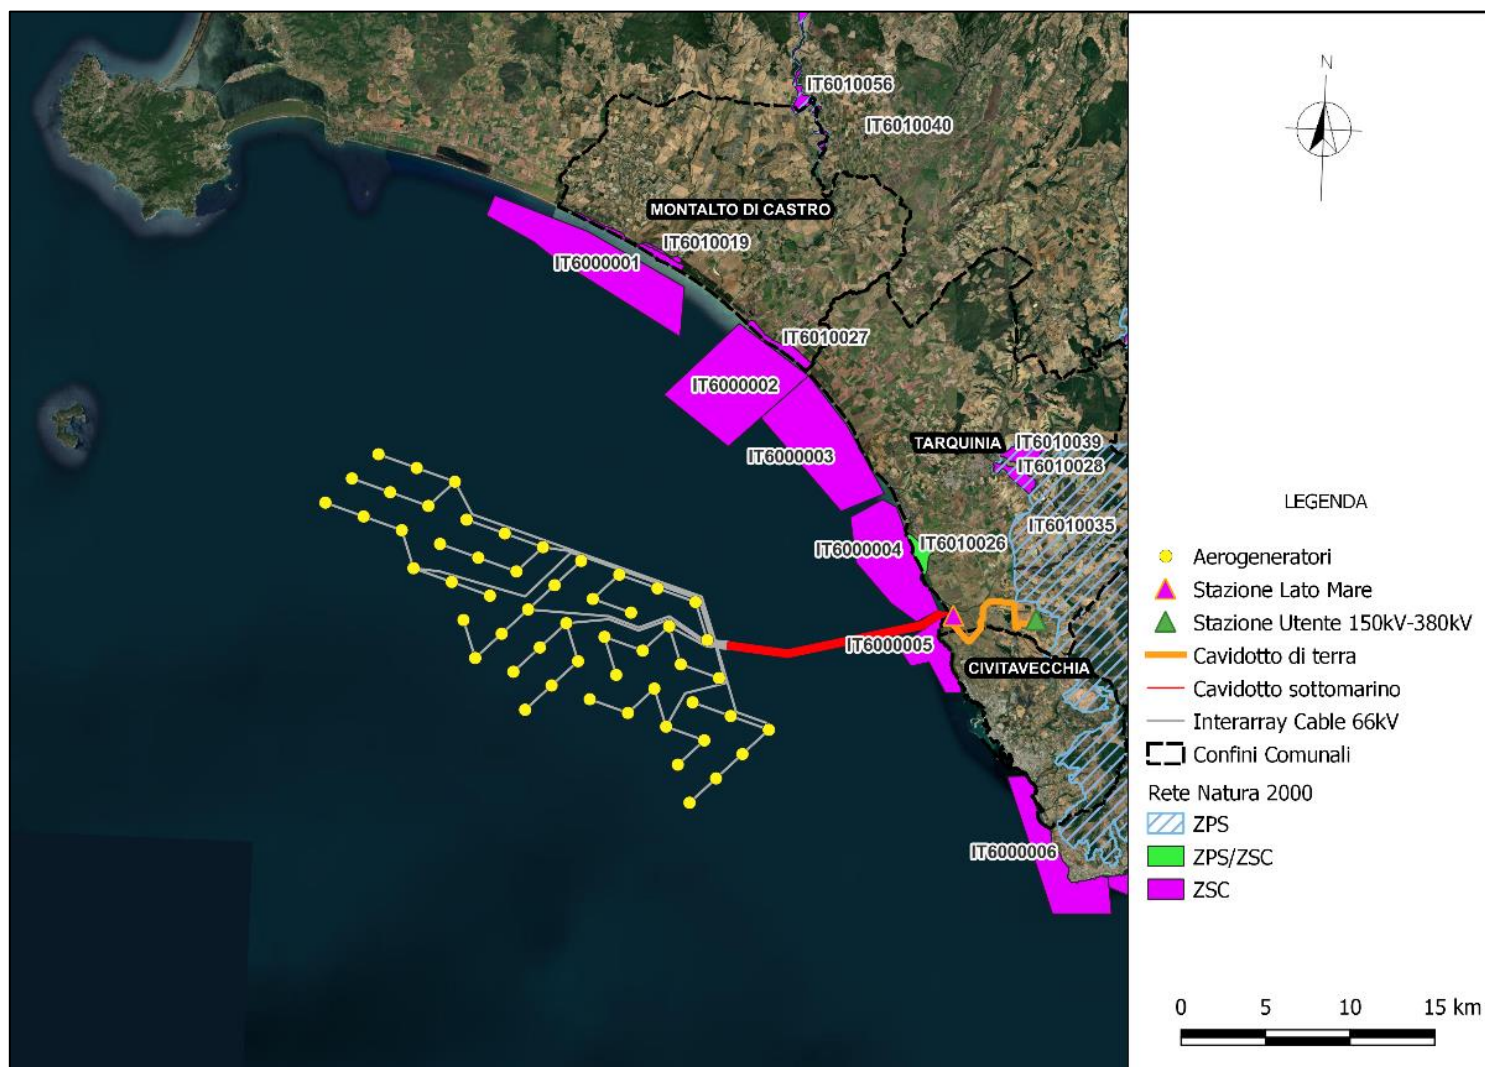 IT6010056
IT6010040
MONTALTO DI CASTRO
IT6010019
IT6000001
IT6010027
IT6000002
TARQUINIA
IT6010039
IT6000003
IT6010028
IT6010035
IT6000004
IT6010026
IT6000005
CIVITAVECCHIA
IT6000006
N
LEGENDA
Aerogeneratori
Stazione Lato Mare
Stazione Utente 150kV-380kV
Cavidotto di terra
Cavidotto sottomarino
Interarray Cable 66kV
Confini Comunali
Rete Natura 2000
ZPS
ZPS/ZSC
ZSC
0 5 10 15 km